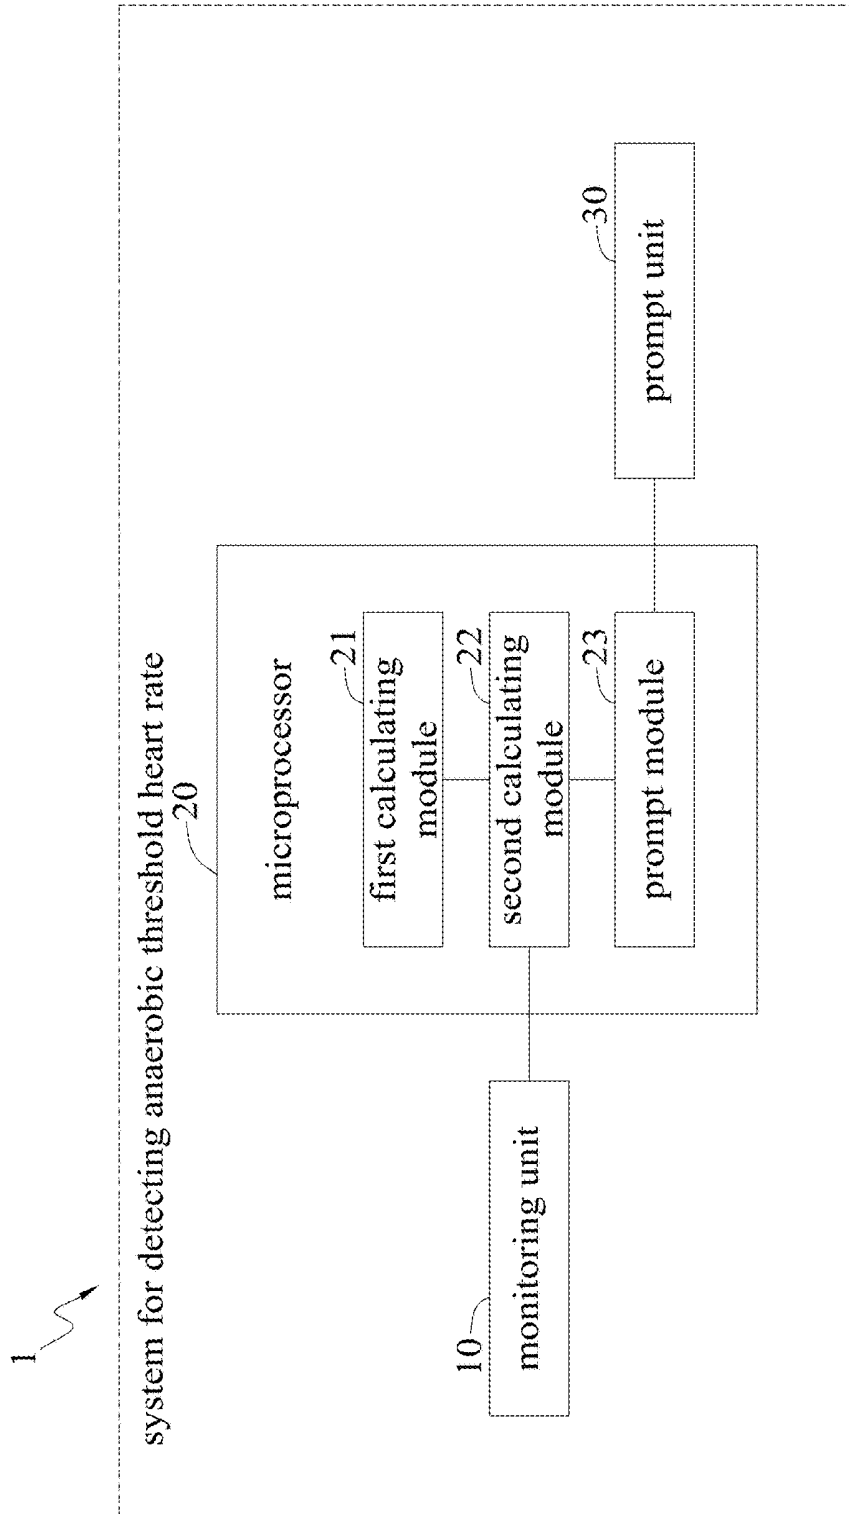 1
system for detecting anaerobic threshold heart rate
20
microprocessor
21
first calculating
module
10
monitoring unit
22
second calculating
module
23
prompt module
30
prompt unit